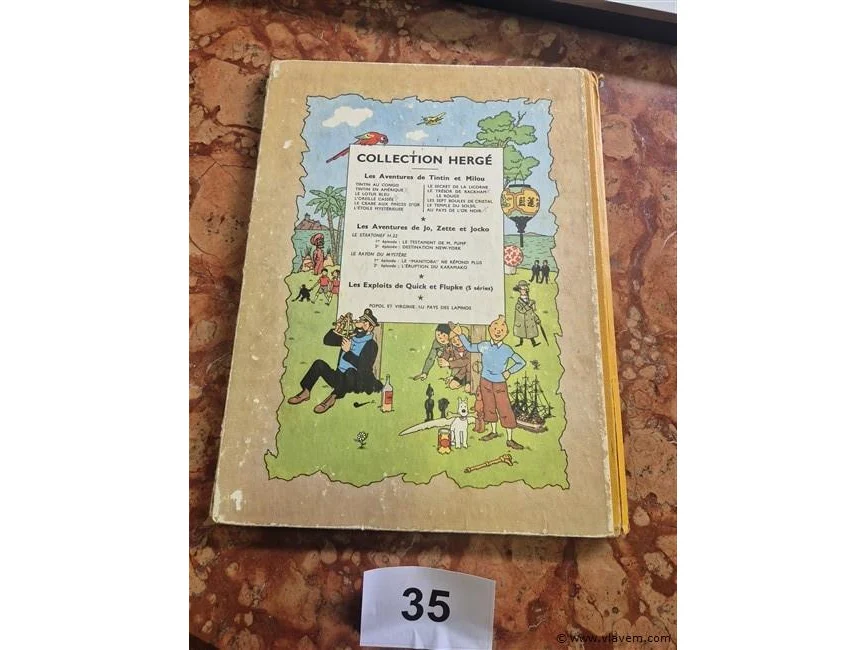 COLLECTION HERGÉ
Les Aventures de Tintin et Milou
TINTIN AU CONGO
TINTIN EN AMÉRIQUE
LE LOTUS BLEU
L'OREILLE CASSÉE
LE CRABE AUX PINCES D'OR
L'ÉTOILE MYSTÉRIEUSE
LE SECRET DE LA LICORNE
LE TRÉSOR DE RACKHAM
LE ROUGE
LES SEPT BOULES DE CRISTAL
LE TEMPLE DU SOLEIL
AU PAYS DE L'OR NOIR
Les Aventures de Jo, Zette et Jocko
LE STRATONEF H.22
1er épisode : LE TESTAMENT DE M. PUMP
2e épisode : DESTINATION NEW-YORK
LE RAYON DU MYSTÈRE
1er épisode : LE "MANITOBA" NE RÉPOND PLUS
2e épisode : L'ÉRUPTION DU KARAMAKO
Les Exploits de Quick et Flupke (5 séries)
POPOL ET VIRGINIE AU PAYS DES LAPINOS
35
© www.vlavem.com